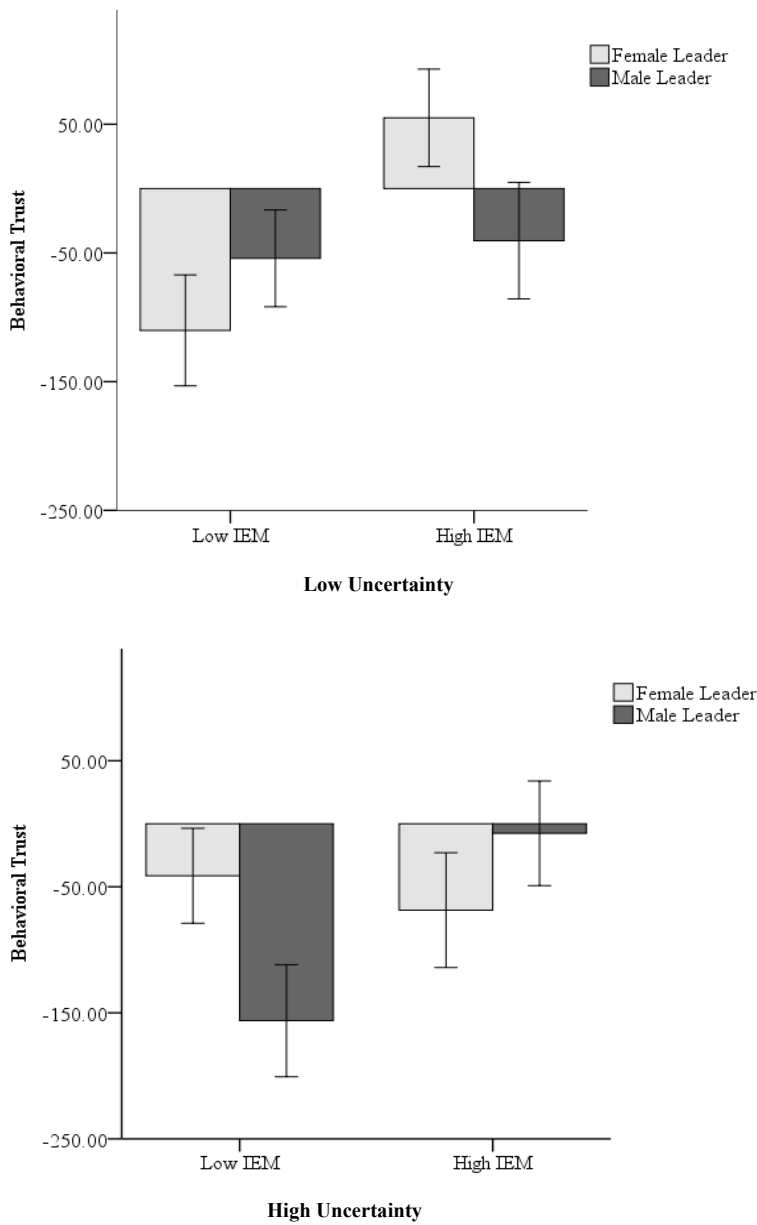 Female Leader
Male Leader
50.00
-50.00
-150.00
-250.00
Behavioral Trust
Low IEM
High IEM
Low Uncertainty
Female Leader
Male Leader
50.00
-50.00
-150.00
-250.00
Behavioral Trust
Low IEM
High IEM
High Uncertainty